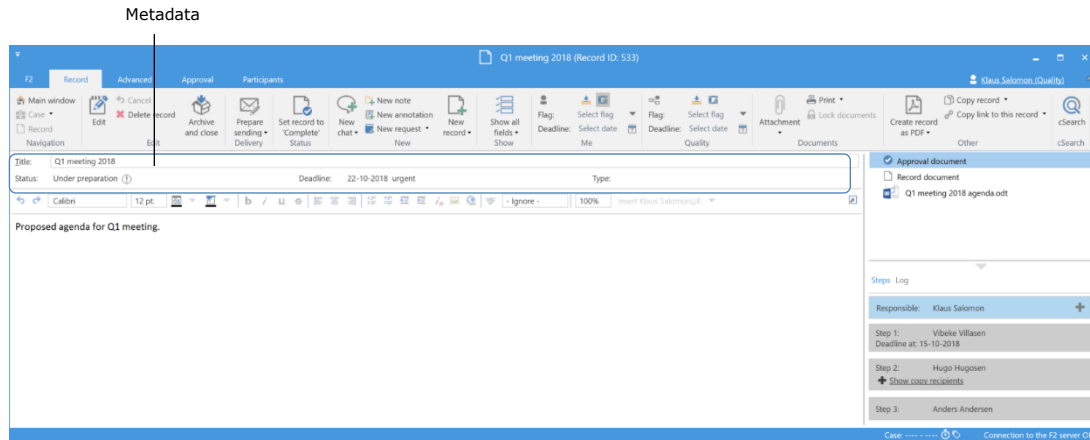 Metadata
Q1 meeting 2018 (Record ID: 533)
F2 Record Advanced Approval Participants Klaus Salomon (Quality)
Main window
Case
Record
Navigation
Edit
Cancel
Delete record
Edit
Archive and close
Prepare sending
Delivery
Set record to 'Complete'
Status
New chat
New note
New annotation
New request
New record
New
Show all fields
Show
Flag: Select flag
Deadline: Select date
Me
Flag: Select flag
Deadline: Select date
Quality
Attachment
Print
Lock documents
Documents
Create record as PDF
Copy record
Copy link to this record
Other
cSearch
cSearch
Title: Q1 meeting 2018
Status: Under preparation Deadline: 22-10-2018 urgent Type:
Calibri 12 pt. b / u - Ignore - 100%
Proposed agenda for Q1 meeting.
Approval document
Record document
Q1 meeting 2018 agenda.odt
Steps Log
Responsible: Klaus Salomon
Step 1: Vibeke Villasen
Deadline at: 15-10-2018
Step 2: Hugo Hugosen
Show copy recipients
Step 3: Anders Andersen
Case: ---- - ---- Connection to the F2 server